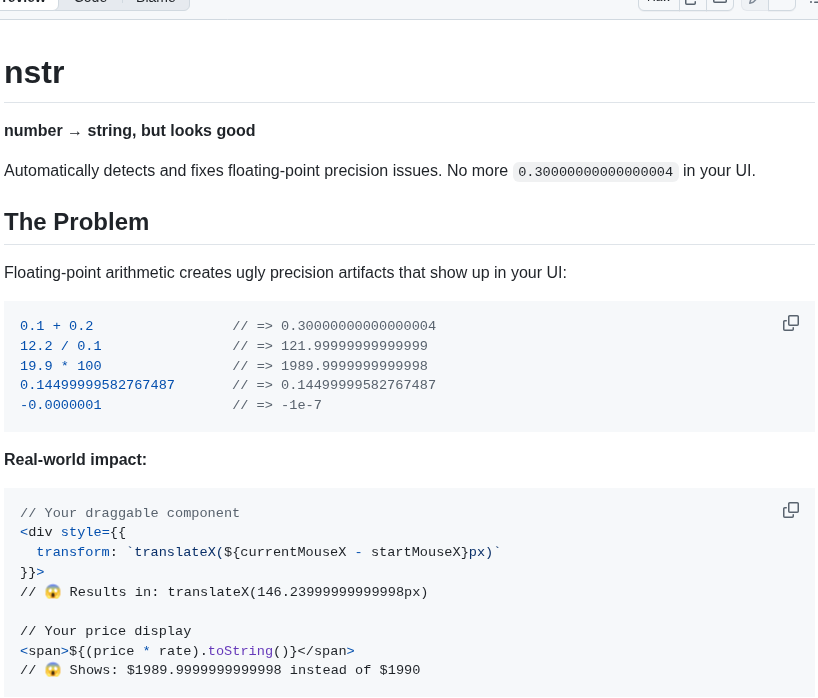 Code
nstr
number → string, but looks good
Automatically detects and fixes floating-point precision issues. No more 0.30000000000000004 in your UI.
The Problem
Floating-point arithmetic creates ugly precision artifacts that show up in your UI:
0.1 + 0.2                 // => 0.30000000000000004
12.2 / 0.1                // => 121.99999999999999
19.9 * 100                // => 1989.9999999999998
0.14499999582767487       // => 0.14499999582767487
-0.0000001                // => -1e-7
Real-world impact:
// Your draggable component
<div style={{
  transform: `translateX(${currentMouseX - startMouseX}px)`
}}>
// 😱 Results in: translateX(146.23999999999998px)
// Your price display
<span>${(price * rate).toString()}</span>
// 😱 Shows: $1989.9999999999998 instead of $1990